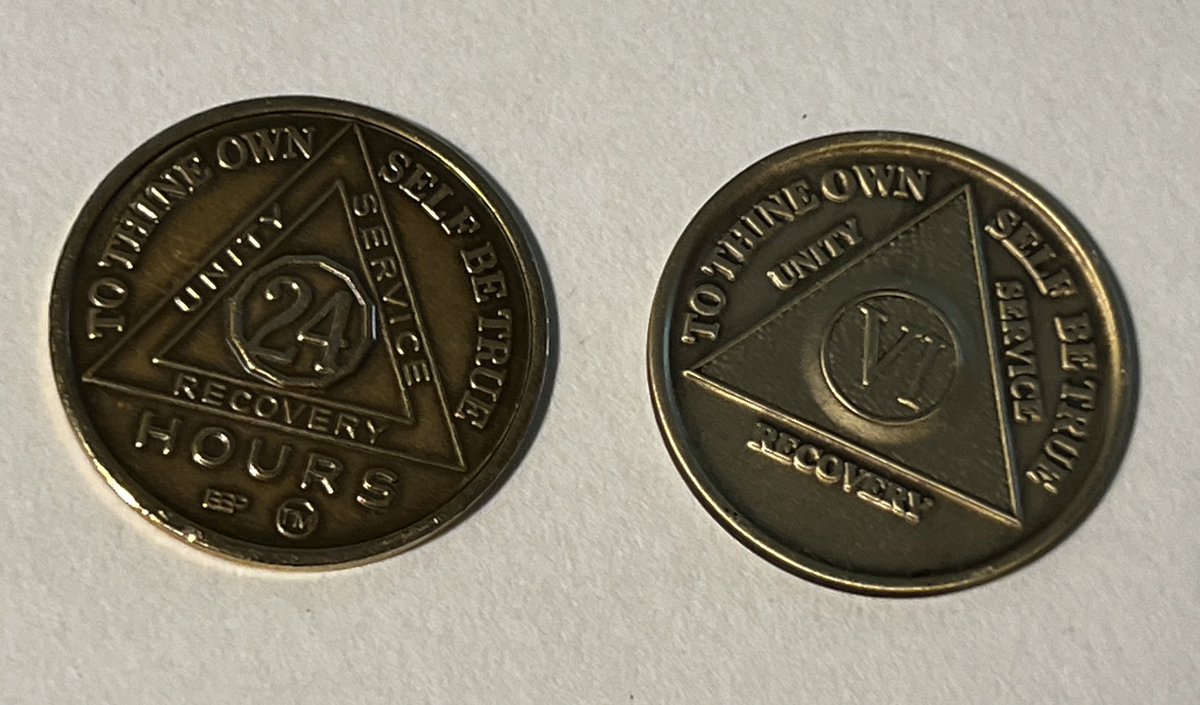 TO THINE OWN SELF BE TRUE
UNITY
SERVICE
24
RECOVERY
HOURS
TM
TO THINE OWN SELF BE TRUE
UNITY
SERVICE
VI
RECOVERY